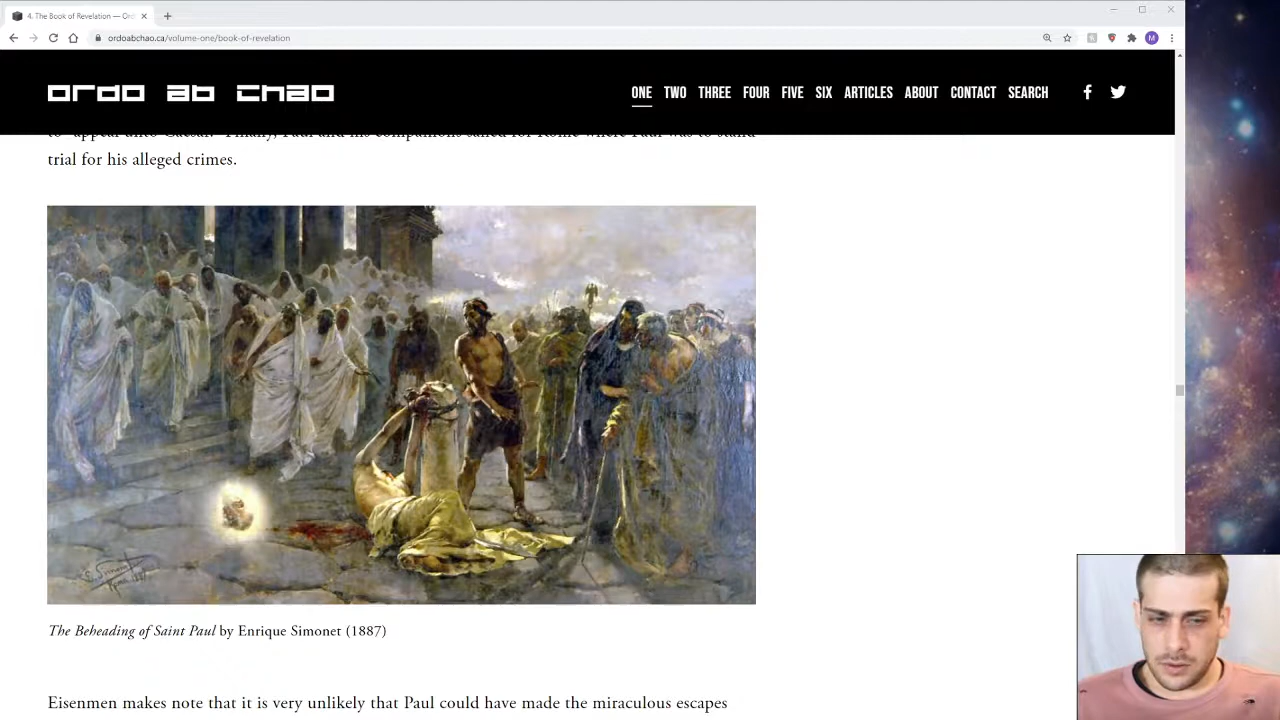 4. The Book of Revelation — Ord
ordoabchao.ca/volume-one/book-of-revelation
M
ordo ab chao
ONE TWO THREE FOUR FIVE SIX ARTICLES ABOUT CONTACT SEARCH
to “appeal unto Caesar.” Finally, Paul and his companions sailed for Rome where Paul was to stand
trial for his alleged crimes.
The Beheading of Saint Paul by Enrique Simonet (1887)
Eisenmen makes note that it is very unlikely that Paul could have made the miraculous escapes